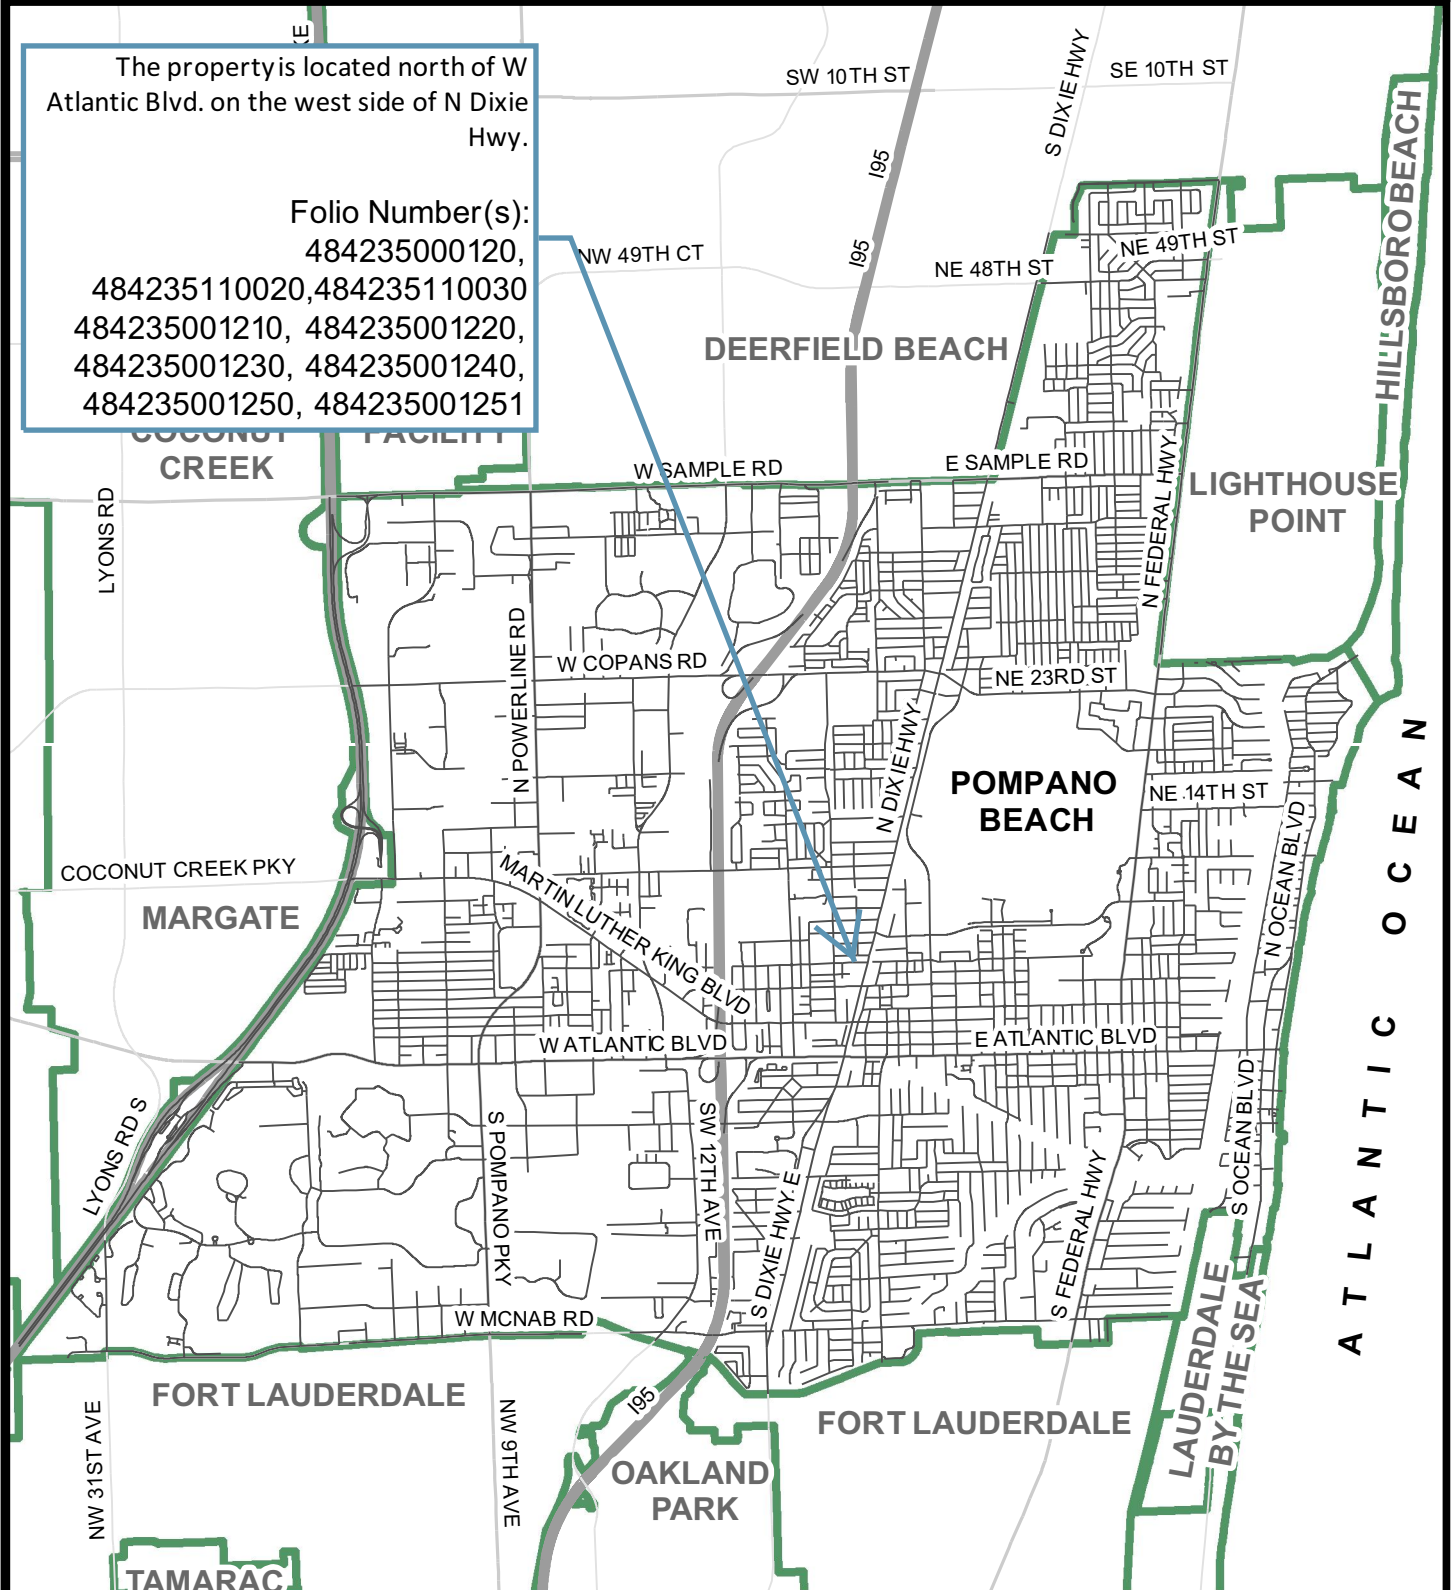 KE
The property is located north of W
Atlantic Blvd. on the west side of N Dixie
Hwy.
Folio Number(s):
484235000120,
484235110020,484235110030
484235001210, 484235001220,
484235001230, 484235001240,
484235001250, 484235001251
SW 10TH ST
SE 10TH ST
S DIXIE HWY
I95
I95
HILLSBORO BEACH
NW 49TH CT
NE 48TH ST
NE 49TH ST
DEERFIELD BEACH
COCONUT
CREEK
FACILITY
W SAMPLE RD
E SAMPLE RD
LYONS RD
N FEDERAL HWY
LIGHTHOUSE
POINT
N POWERLINE RD
W COPANS RD
NE 23RD ST
N DIXIE HWY
POMPANO
BEACH
NE 14TH ST
N OCEAN BLVD
ATLANTIC OCEAN
COCONUT CREEK PKY
MARTIN LUTHER KING BLVD
MARGATE
W ATLANTIC BLVD
E ATLANTIC BLVD
LYONS RD S
S POMPANO PKY
SW 12TH AVE
S DIXIE HWY E
S FEDERAL HWY
S OCEAN BLVD
W MCNAB RD
LAUDERDALE
BY THE SEA
FORT LAUDERDALE
I95
FORT LAUDERDALE
NW 31ST AVE
NW 9TH AVE
OAKLAND
PARK
TAMARAC